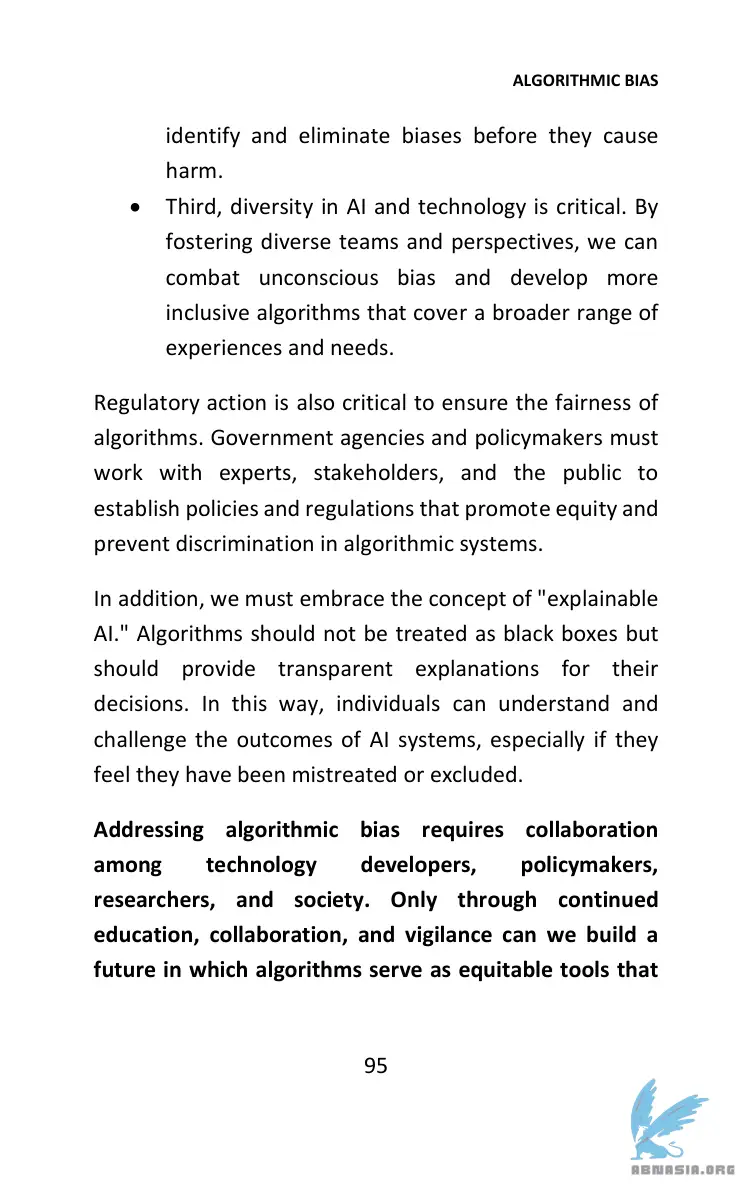 ALGORITHMIC BIAS
identify and eliminate biases before they cause
harm.
• Third, diversity in AI and technology is critical. By
fostering diverse teams and perspectives, we can
combat unconscious bias and develop more
inclusive algorithms that cover a broader range of
experiences and needs.
Regulatory action is also critical to ensure the fairness of
algorithms. Government agencies and policymakers must
work with experts, stakeholders, and the public to
establish policies and regulations that promote equity and
prevent discrimination in algorithmic systems.
In addition, we must embrace the concept of "explainable
AI." Algorithms should not be treated as black boxes but
should provide transparent explanations for their
decisions. In this way, individuals can understand and
challenge the outcomes of AI systems, especially if they
feel they have been mistreated or excluded.
Addressing algorithmic bias requires collaboration
among technology developers, policymakers,
researchers, and society. Only through continued
education, collaboration, and vigilance can we build a
future in which algorithms serve as equitable tools that
95
ABNASIA.ORG